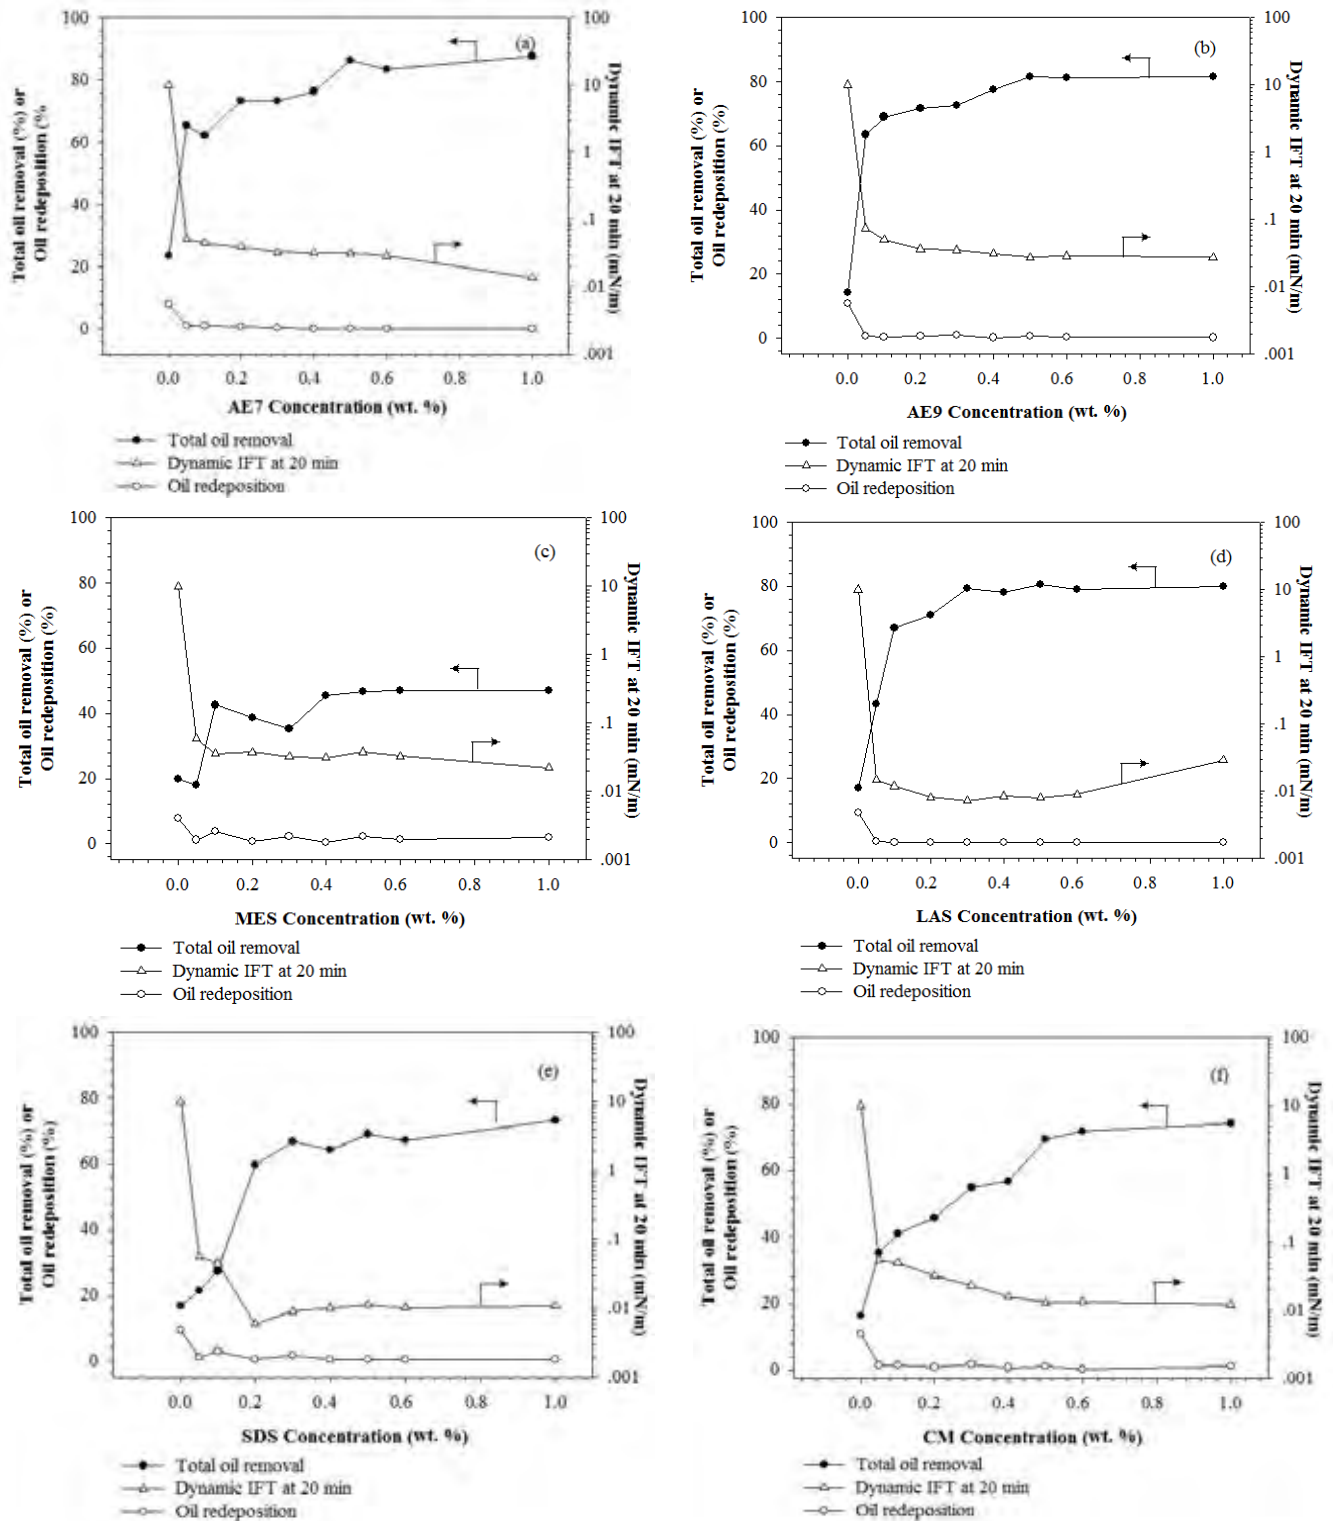 100
80
60
40
20
0
Total oil removal (%) or
Oil redeposition (%
(a)
100
10
1
.1
.01
.001
Dynamic IFT at 20 min (mN/m)
0.0 0.2 0.4 0.6 0.8 1.0
AE7 Concentration (wt. %)
Total oil removal
Dynamic IFT at 20 min
Oil redeposition
100
80
60
40
20
0
Total oil removal (%) or
Oil redeposition (%)
(b)
100
10
1
.1
.01
.001
Dynamic IFT at 20 min (mN/m)
0.0 0.2 0.4 0.6 0.8 1.0
AE9 Concentration (wt. %)
Total oil removal
Dynamic IFT at 20 min
Oil redeposition
100
80
60
40
20
0
Total oil removal (%) or
Oil redeposition (%)
(c)
100
10
1
.1
.01
.001
Dynamic IFT at 20 min (mN/m)
0.0 0.2 0.4 0.6 0.8 1.0
MES Concentration (wt. %)
Total oil removal
Dynamic IFT at 20 min
Oil redeposition
100
80
60
40
20
0
Total oil removal (%) or
Oil redeposition (%)
(d)
100
10
1
.1
.01
.001
Dynamic IFT at 20 min (mN/m)
0.0 0.2 0.4 0.6 0.8 1.0
LAS Concentration (wt. %)
Total oil removal
Dynamic IFT at 20 min
Oil redeposition
100
80
60
40
20
0
Total oil removal (%) or
Oil redeposition (%)
(e)
100
10
1
.1
.01
.001
Dynamic IFT at 20 min (mN/m)
0.0 0.2 0.4 0.6 0.8 1.0
SDS Concentration (wt. %)
Total oil removal
Dynamic IFT at 20 min
Oil redeposition
100
80
60
40
20
0
Total oil removal (%) or
Oil redeposition (%)
(f)
100
10
1
.1
.01
.001
Dynamic IFT at 20 min (mN/m)
0.0 0.2 0.4 0.6 0.8 1.0
CM Concentration (wt. %)
Total oil removal
Dynamic IFT at 20 min
Oil redeposition